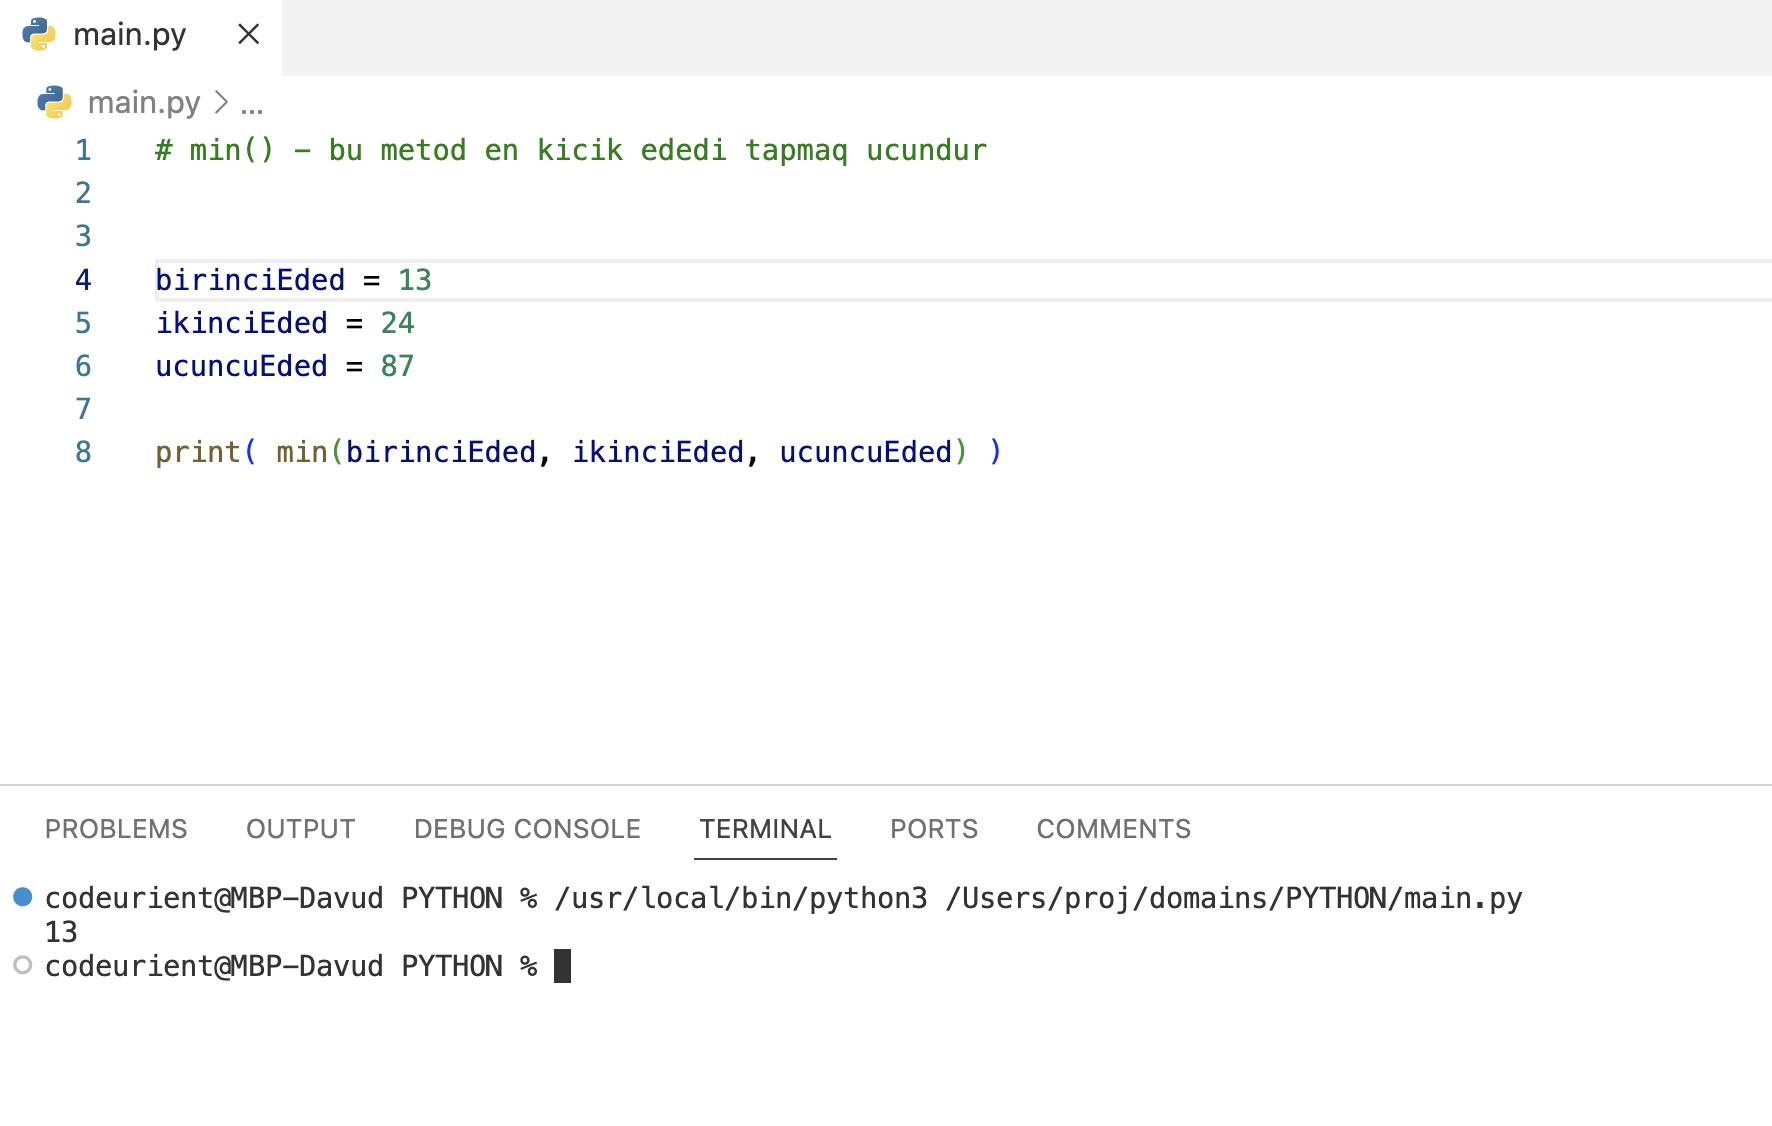 main.py
main.py > ...
1 # min() - bu metod en kicik ededi tapmaq ucundur
2
3
4 birinciEded = 13
5 ikinciEded = 24
6 ucuncuEded = 87
7
8 print( min(birinciEded, ikinciEded, ucuncuEded) )
PROBLEMS OUTPUT DEBUG CONSOLE TERMINAL PORTS COMMENTS
codeurient@MBP-Davud PYTHON % /usr/local/bin/python3 /Users/proj/domains/PYTHON/main.py
13
codeurient@MBP-Davud PYTHON %